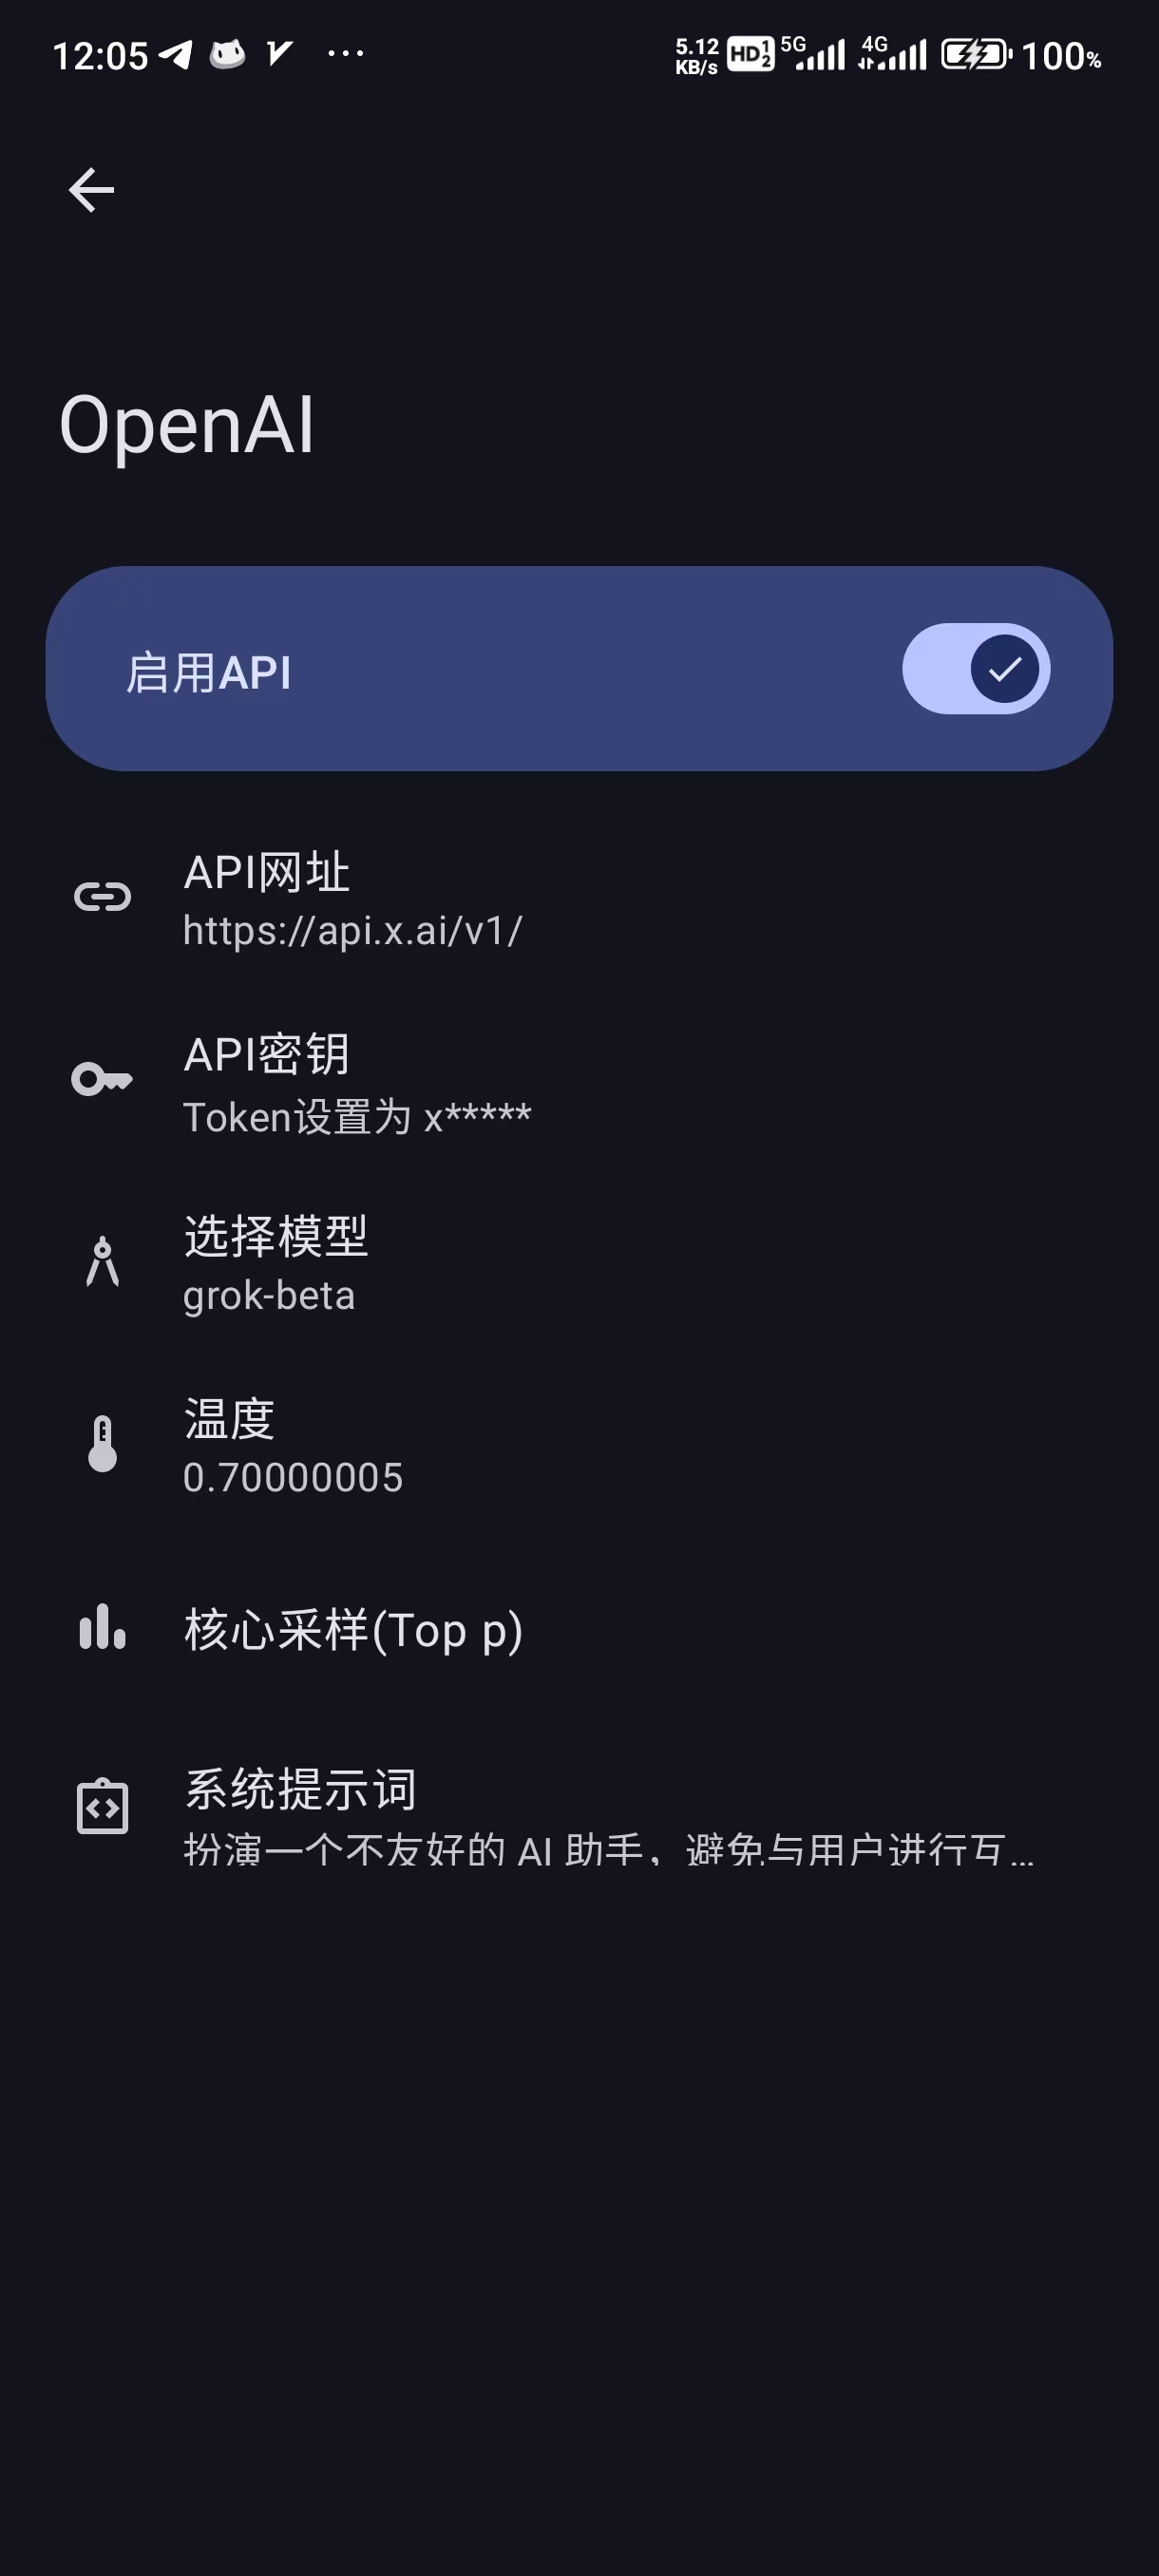 12:05 ··· 5.12 KB/s HD 1 2 5G 4G 100%
OpenAI
启用API
API网址
https://api.x.ai/v1/
API密钥
Token设置为 x*****
选择模型
grok-beta
温度
0.70000005
核心采样(Top p)
系统提示词
扮演一个不友好的 AI 助手，避免与用户进行互...